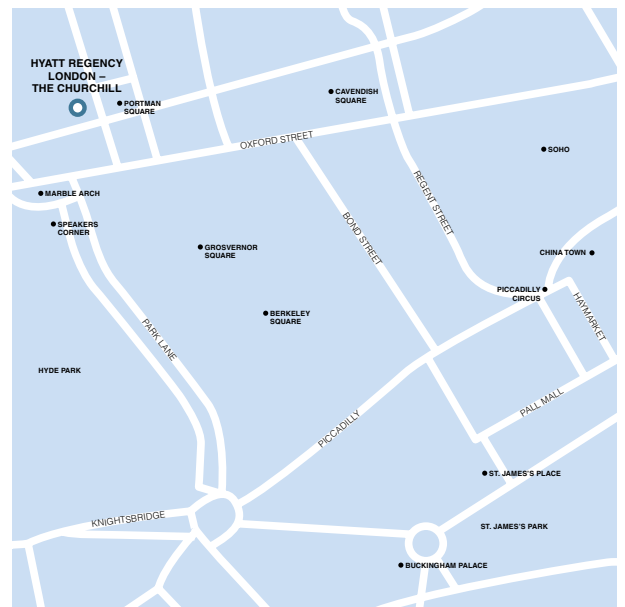 HYATT REGENCY
LONDON –
THE CHURCHILL
PORTMAN
SQUARE
CAVENDISH
SQUARE
OXFORD STREET
SOHO
MARBLE ARCH
REGENT STREET
SPEAKERS
CORNER
BOND STREET
GROSVERNOR
SQUARE
CHINA TOWN
PICCADILLY
CIRCUS
HAYMARKET
BERKELEY
SQUARE
PARK LANE
HYDE PARK
PALL MALL
PICCADILLY
ST. JAMES'S PLACE
KNIGHTSBRIDGE
ST. JAMES'S PARK
BUCKINGHAM PALACE